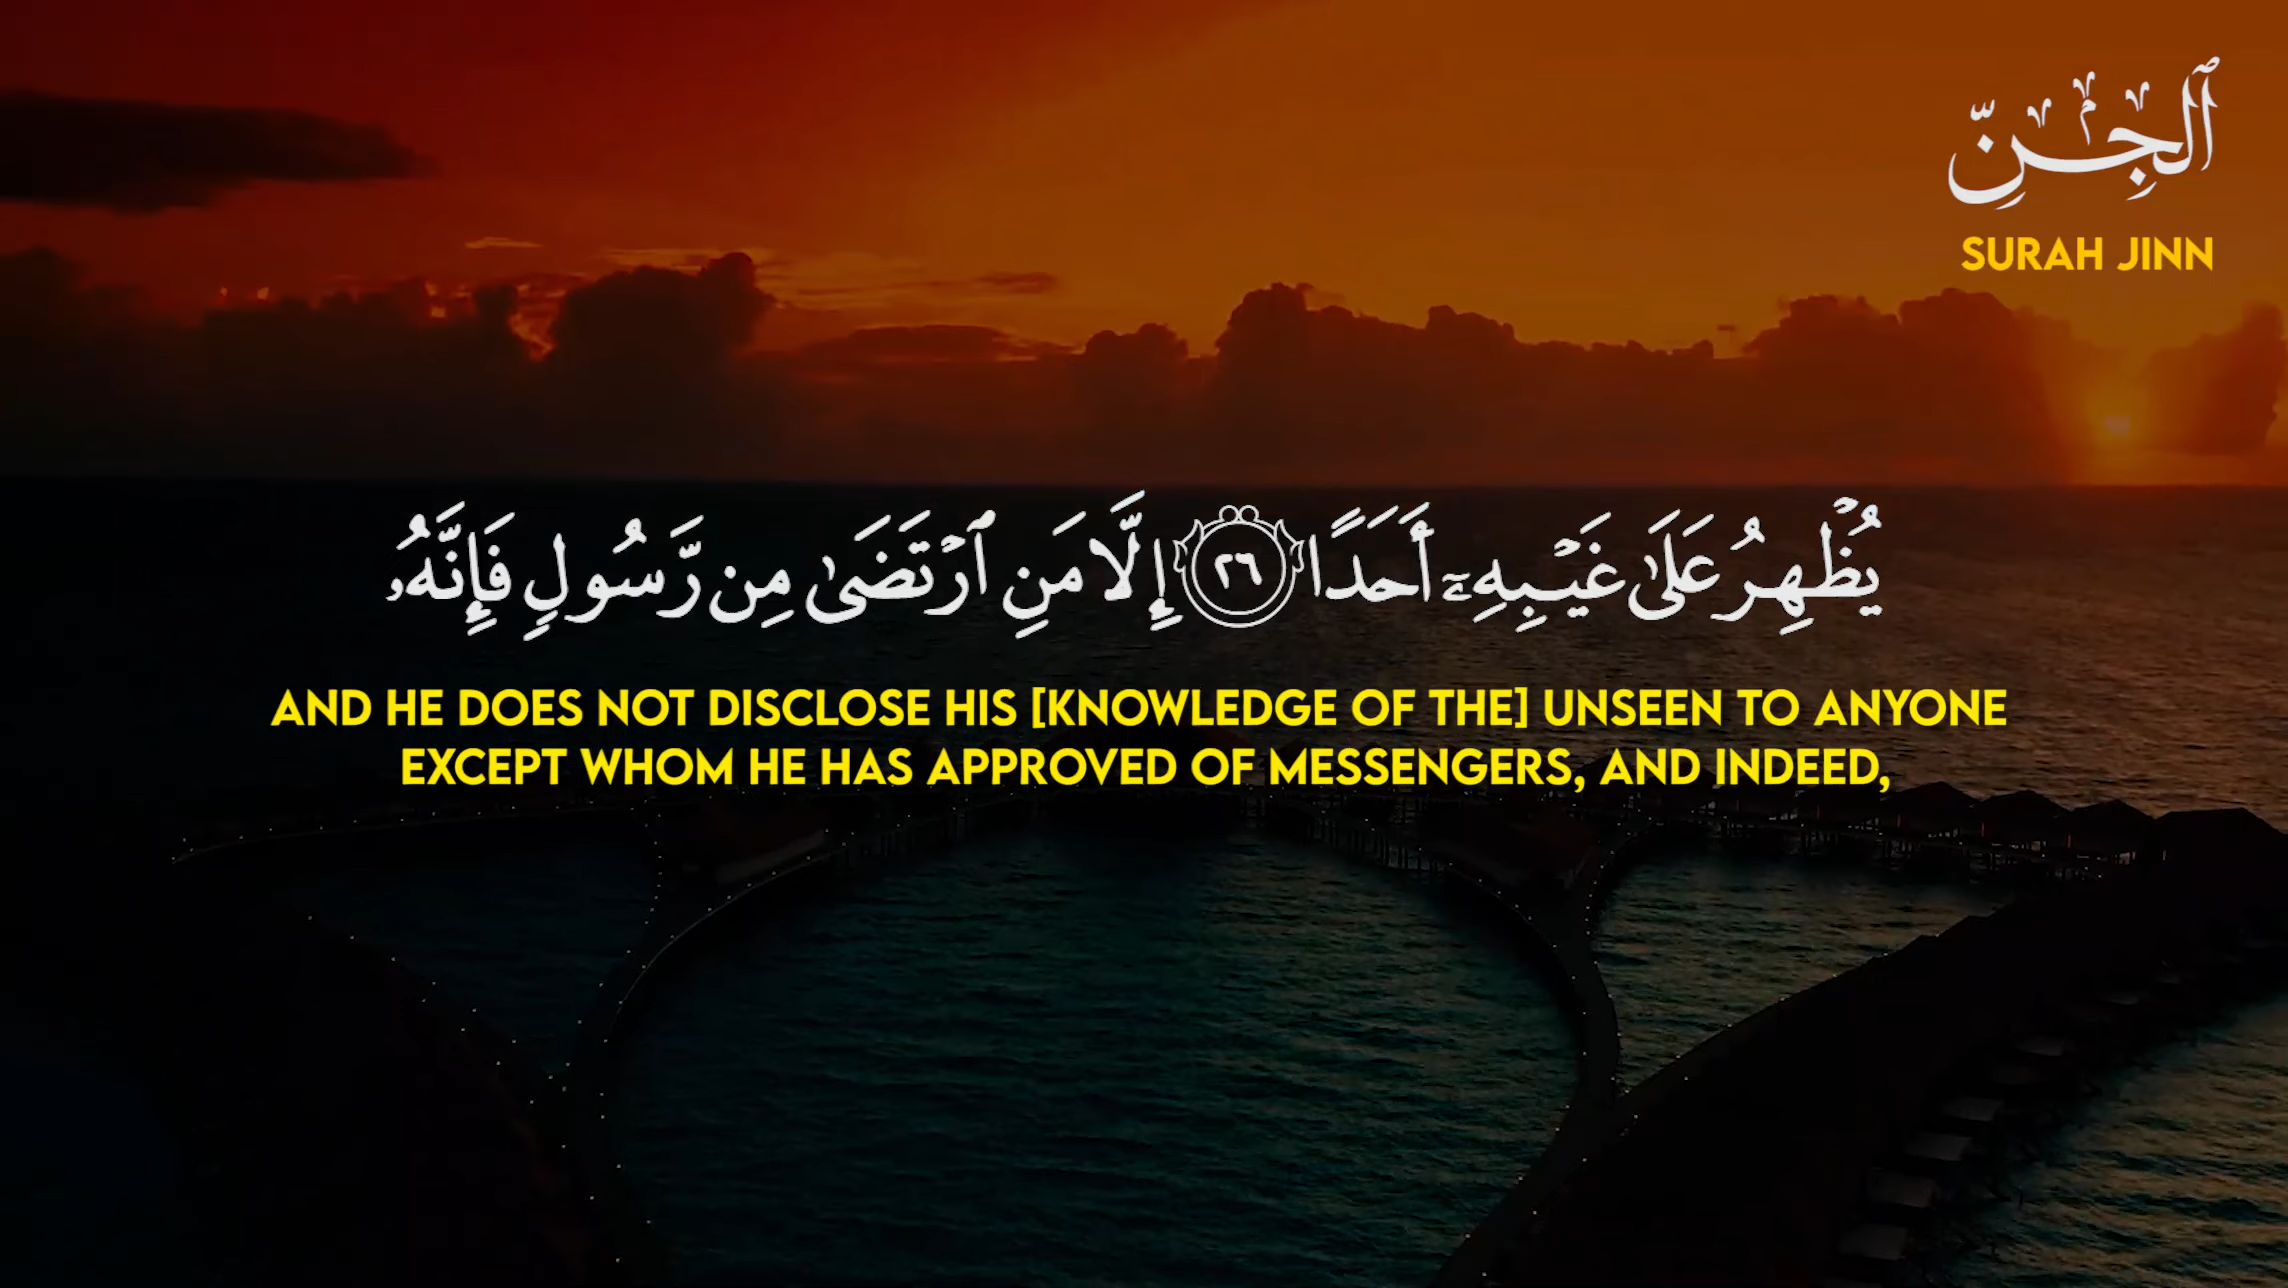 ٱلۡجِنّ
SURAH JINN
يُظۡهِرُ عَلَىٰ غَيۡبِهِۦٓ أَحَدًا ٢٦ إِلَّا مَنِ ٱرۡتَضَىٰ مِن رَّسُولٖ فَإِنَّهُۥ
AND HE DOES NOT DISCLOSE HIS [KNOWLEDGE OF THE] UNSEEN TO ANYONE
EXCEPT WHOM HE HAS APPROVED OF MESSENGERS, AND INDEED,